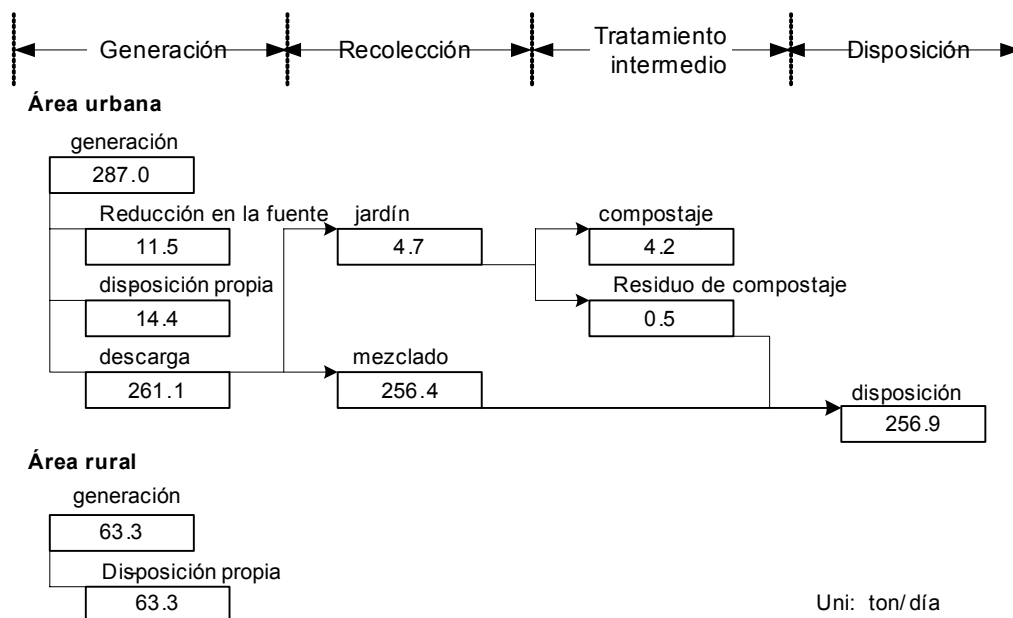 Generación
Recolección
Tratamiento
intermedio
Disposición
Área urbana
generación
287.0
Reducción en la fuente
11.5
disposición propia
14.4
descarga
261.1
jardín
4.7
mezclado
256.4
compostaje
4.2
Residuo de compostaje
0.5
disposición
256.9
Área rural
generación
63.3
Disposición propia
63.3
Uni: ton/día